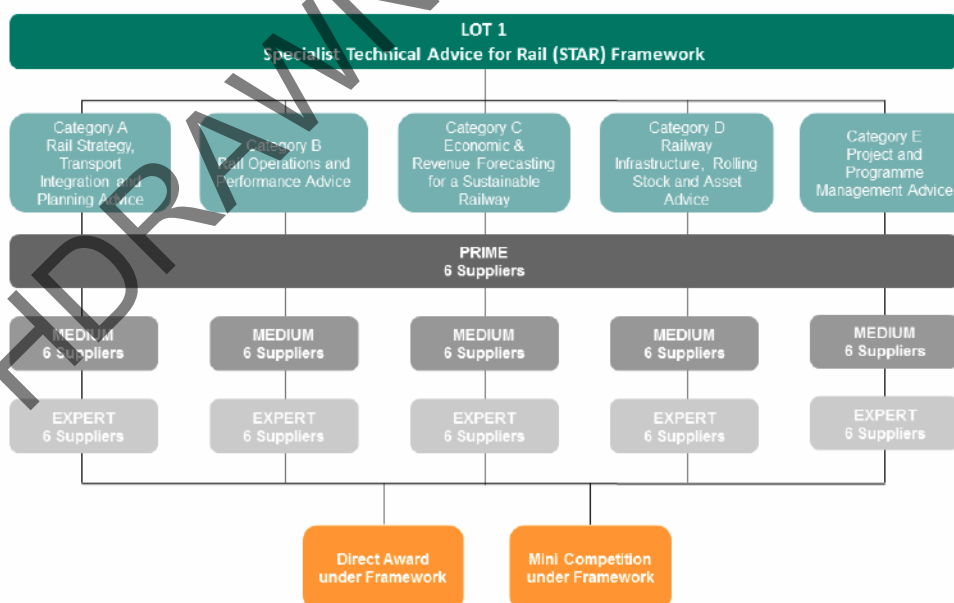 LOT 1
Specialist Technical Advice for Rail (STAR) Framework
Category A
Rail Strategy,
Transport
Integration and
Planning Advice
Category B
Rail Operations and
Performance Advice
Category C
Economic &
Revenue Forecasting
for a Sustainable
Railway
Category D
Railway
Infrastructure, Rolling
Stock and Asset
Advice
Category E
Project and
Programme
Management Advice
PRIME
6 Suppliers
MEDIUM
6 Suppliers
MEDIUM
6 Suppliers
MEDIUM
6 Suppliers
MEDIUM
6 Suppliers
MEDIUM
6 Suppliers
EXPERT
6 Suppliers
EXPERT
6 Suppliers
EXPERT
6 Suppliers
EXPERT
6 Suppliers
EXPERT
6 Suppliers
Direct Award
under Framework
Mini Competition
under Framework
HDRAWN